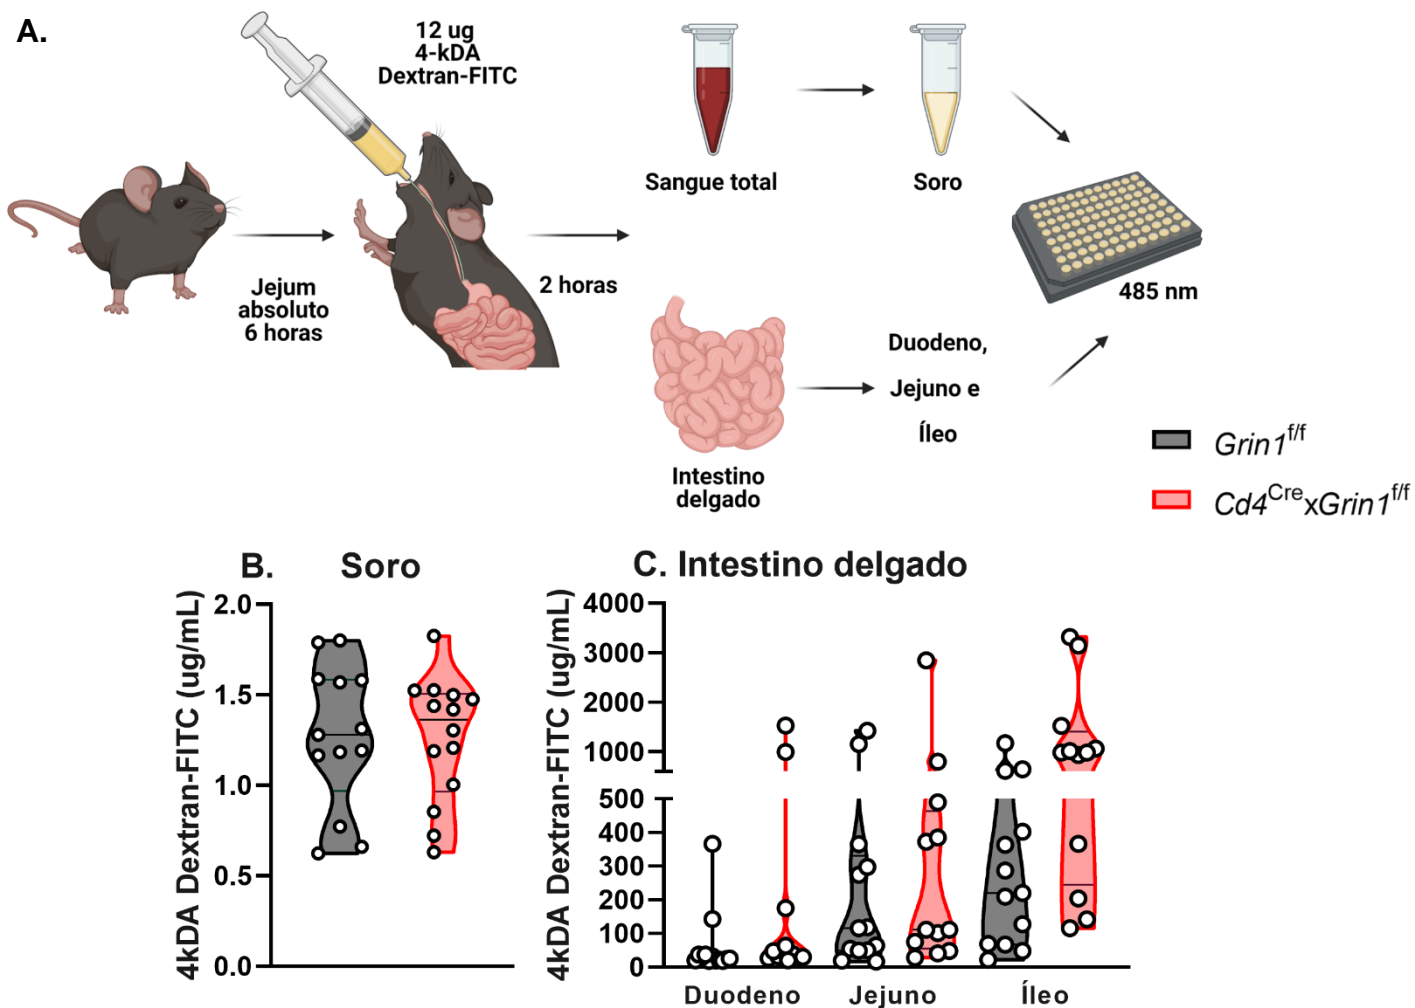 A.
12 ug
4-kDA
Dextran-FITC
Jejum
absoluto
6 horas
2 horas
Sangue total
Soro
485 nm
Duodeno,
Jejuno e
Íleo
Intestino
delgado
Grin1f/f
Cd4CrexGrin1f/f
B. Soro
4kDA Dextran-FITC (ug/mL)
2.0
1.5
1.0
0.5
0.0
C. Intestino delgado
4kDA Dextran-FITC (ug/mL)
4000
3000
2000
1000
500
400
300
200
100
0
Duodeno Jejuno Íleo